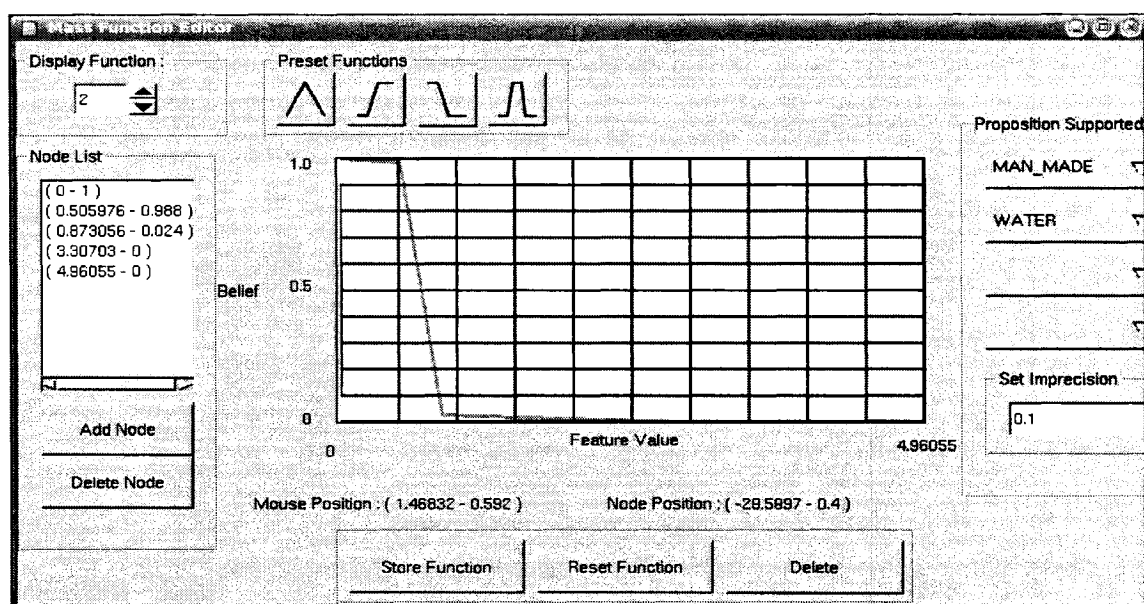 Mass Function Editor
Display Function :
2
Preset Functions
Node List
( 0 - 1 )
( 0.505976 - 0.988 )
( 0.873056 - 0.024 )
( 3.30703 - 0 )
( 4.96055 - 0 )
Add Node
Delete Node
1.0
Belief
0.5
0
0
Feature Value
4.96055
Mouse Position : ( 1.46832 - 0.592 )
Node Position : ( -28.5897 - 0.4 )
Store Function
Reset Function
Delete
Proposition Supported
MAN_MADE
WATER
Set Imprecision
0.1